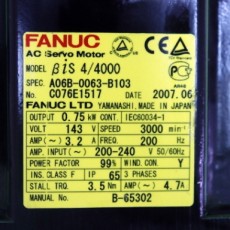 FANUC
AC Servo Motor
MODEL βiS 4/4000
SPEC. A06B-0063-B103
No. C076E1517 DATE 2007.06
FANUC LTD YAMANASHI, MADE IN JAPAN
OUTPUT 0.75 kW CONT. IEC60034-1
VOLT 143 V SPEED 3000 min⁻¹
AMP(~) 3.2 A FREQ. 200 Hz
AMP. INPUT 200-240 V 50/60Hz
POWER FACTOR 99% WINDING. Y
INS. CLASS F IP 65 3 PHASES
STALL TRQ. 3.5 Nm AMP(~) 4.7A
MANUAL No. B-65302